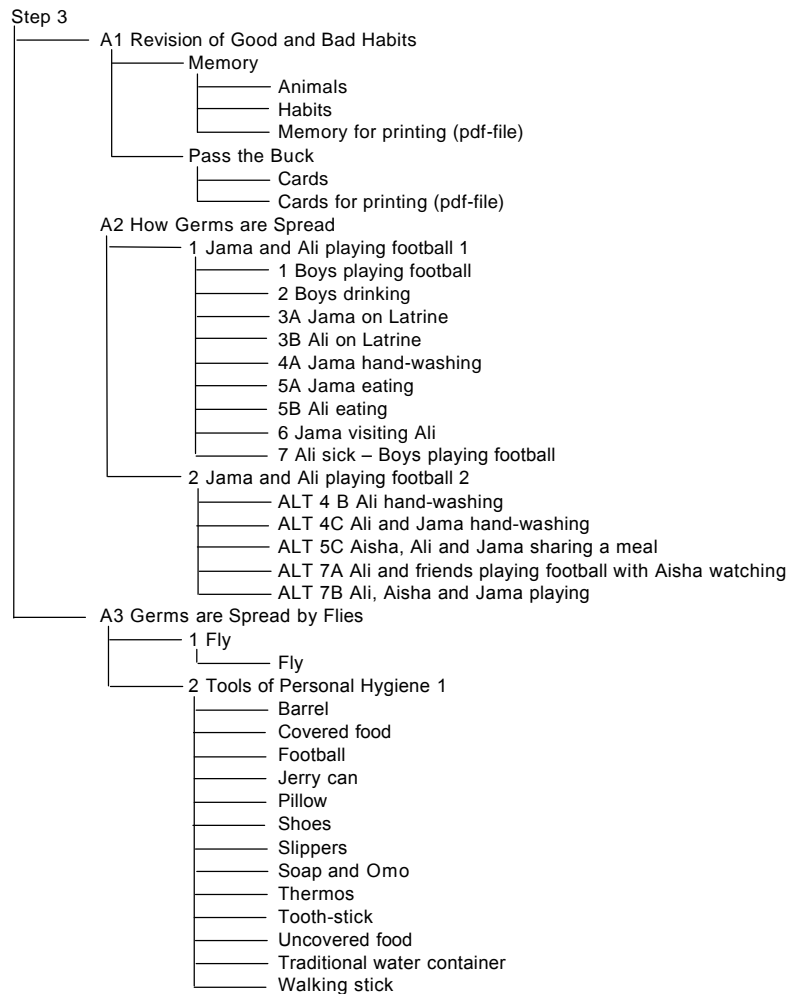 Step 3
A1 Revision of Good and Bad Habits
Memory
Animals
Habits
Memory for printing (pdf-file)
Pass the Buck
Cards
Cards for printing (pdf-file)
A2 How Germs are Spread
1 Jama and Ali playing football 1
1 Boys playing football
2 Boys drinking
3A Jama on Latrine
3B Ali on Latrine
4A Jama hand-washing
5A Jama eating
5B Ali eating
6 Jama visiting Ali
7 Ali sick – Boys playing football
2 Jama and Ali playing football 2
ALT 4 B Ali hand-washing
ALT 4C Ali and Jama hand-washing
ALT 5C Aisha, Ali and Jama sharing a meal
ALT 7A Ali and friends playing football with Aisha watching
ALT 7B Ali, Aisha and Jama playing
A3 Germs are Spread by Flies
1 Fly
Fly
2 Tools of Personal Hygiene 1
Barrel
Covered food
Football
Jerry can
Pillow
Shoes
Slippers
Soap and Omo
Thermos
Tooth-stick
Uncovered food
Traditional water container
Walking stick